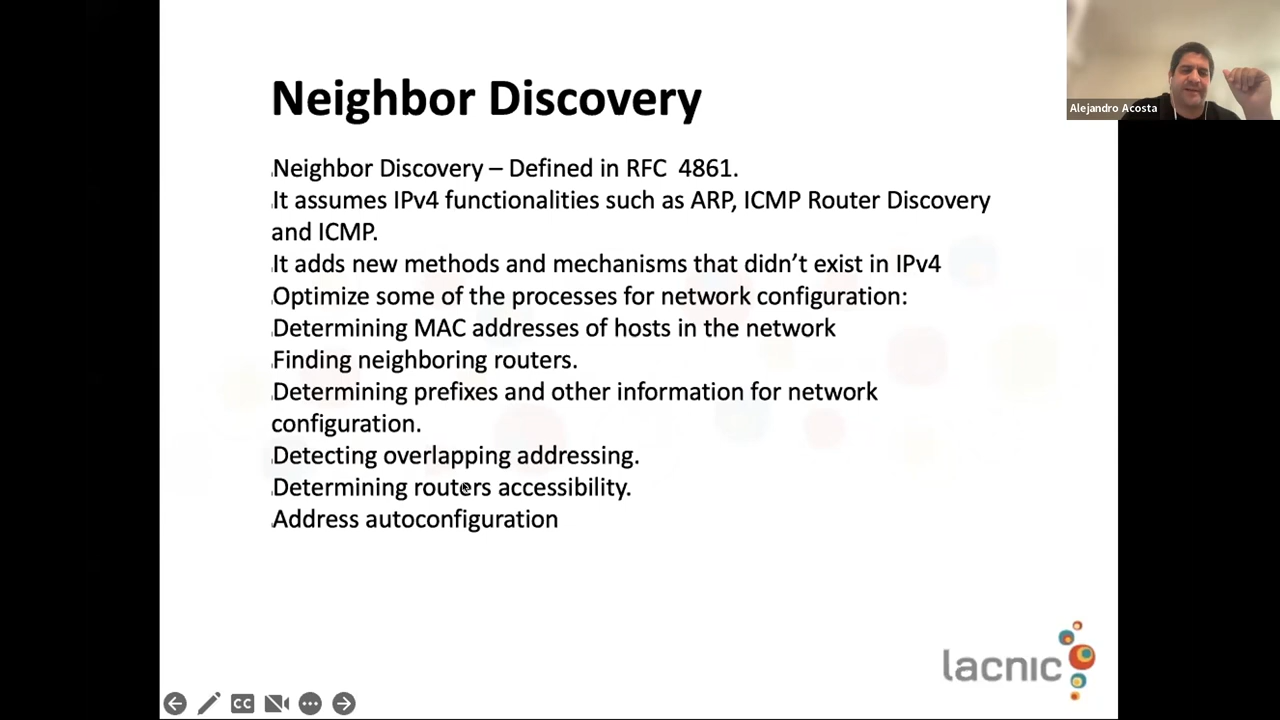 Neighbor Discovery
Alejandro Acosta
Neighbor Discovery – Defined in RFC 4861.
It assumes IPv4 functionalities such as ARP, ICMP Router Discovery
and ICMP.
It adds new methods and mechanisms that didn’t exist in IPv4
Optimize some of the processes for network configuration:
Determining MAC addresses of hosts in the network
Finding neighboring routers.
Determining prefixes and other information for network
configuration.
Detecting overlapping addressing.
Determining routers accessibility.
Address autoconfiguration
lacnic
CC